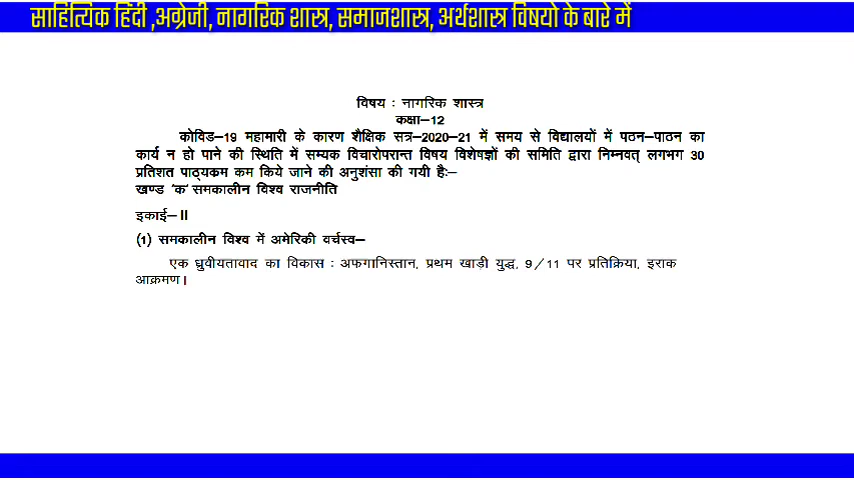 साहित्यिक हिंदी ,अग्रेजी, नागरिक शास्त्र, समाजशास्त्र, अर्थशास्त्र विषयो के बारे में
विषय : नागरिक शास्त्र
कक्षा–12
कोविड–19 महामारी के कारण शैक्षिक सत्र–2020–21 में समय से विद्यालयों में पठन–पाठन का
कार्य न हो पाने की स्थिति में सम्यक विचारोपरान्त विषय विशेषज्ञों की समिति द्वारा निम्नवत् लगभग 30
प्रतिशत पाठ्यकम कम किये जाने की अनुशंसा की गयी हैः–
खण्ड 'क' समकालीन विश्व राजनीति
इकाई– II
(1) समकालीन विश्व में अमेरिकी वर्चस्व–
एक ध्रुवीयतावाद का विकास : अफगानिस्तान, प्रथम खाड़ी युद्ध, 9/11 पर प्रतिक्रिया, इराक
आक्रमण।